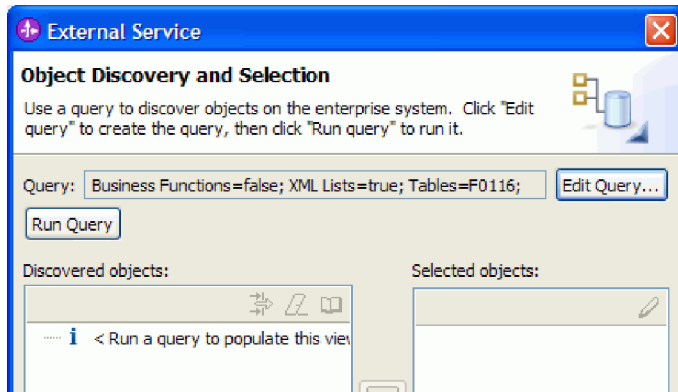 External Service
Object Discovery and Selection
Use a query to discover objects on the enterprise system. Click "Edit
query" to create the query, then click "Run query" to run it.
Query: Business Functions=false; XML Lists=true; Tables=F0116; Edit Query...
Run Query
Discovered objects: Selected objects:
< Run a query to populate this